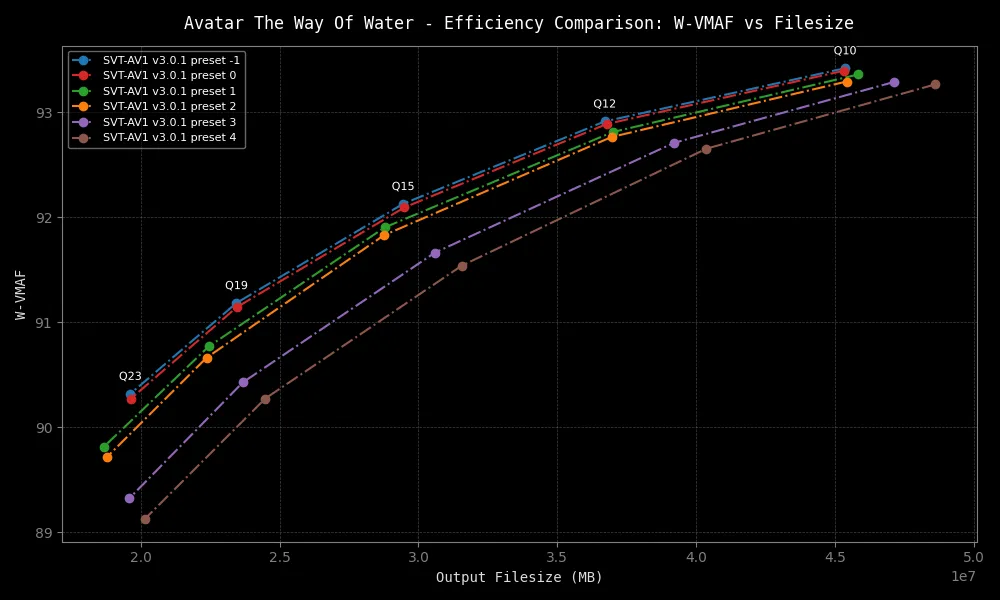 Avatar The Way Of Water - Efficiency Comparison: W-VMAF vs Filesize
SVT-AV1 v3.0.1 preset -1
SVT-AV1 v3.0.1 preset 0
SVT-AV1 v3.0.1 preset 1
SVT-AV1 v3.0.1 preset 2
SVT-AV1 v3.0.1 preset 3
SVT-AV1 v3.0.1 preset 4
Q10
Q12
Q15
Q19
Q23
W-VMAF
93
92
91
90
89
2.0 2.5 3.0 3.5 4.0 4.5 5.0
1e7
Output Filesize (MB)